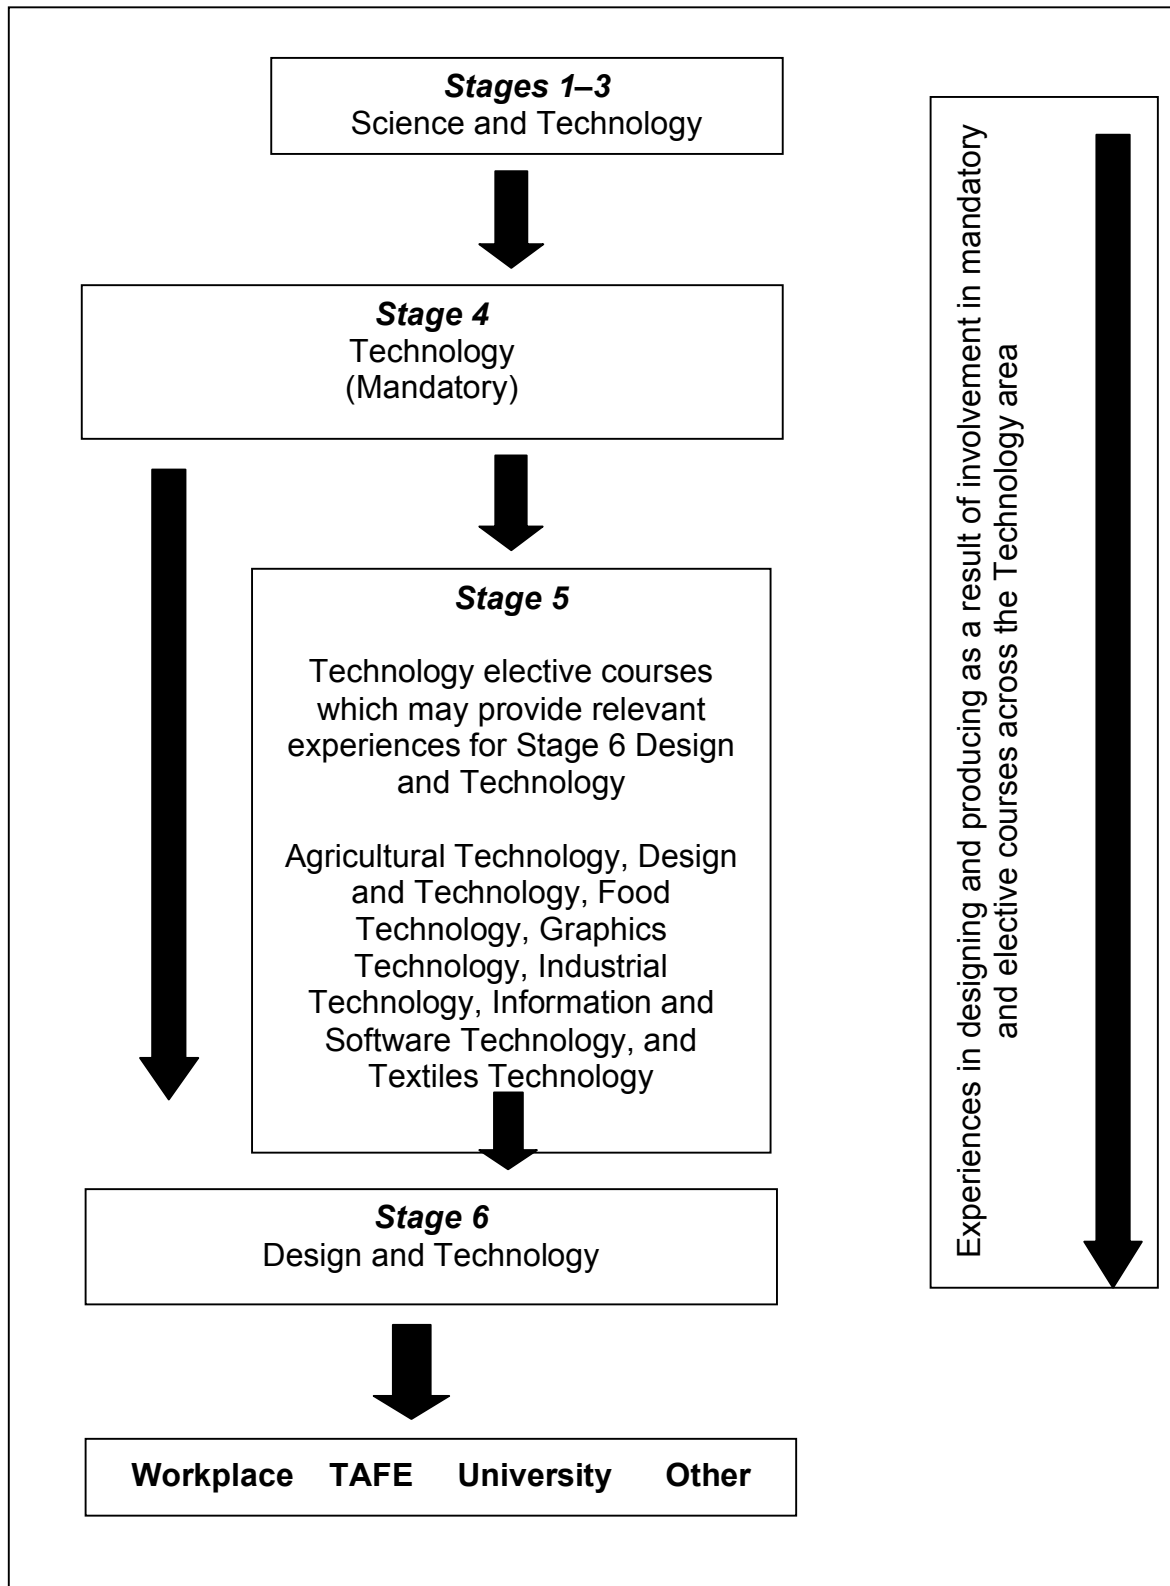 Stages 1–3
Science and Technology
Stage 4
Technology
(Mandatory)
Stage 5
Technology elective courses
which may provide relevant
experiences for Stage 6 Design
and Technology
Agricultural Technology, Design
and Technology, Food
Technology, Graphics
Technology, Industrial
Technology, Information and
Software Technology, and
Textiles Technology
Stage 6
Design and Technology
Workplace TAFE University Other
Experiences in designing and producing as a result of involvement in mandatory
and elective courses across the Technology area